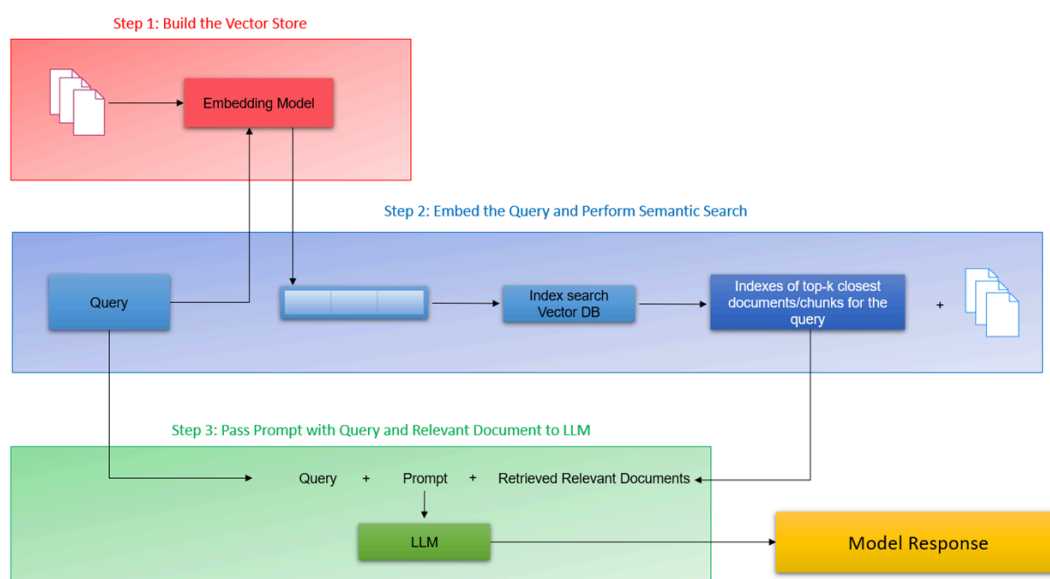 Step 1: Build the Vector Store
Embedding Model
Step 2: Embed the Query and Perform Semantic Search
Query
Index search
Vector DB
Indexes of top-k closest
documents/chunks for the
query
+
Step 3: Pass Prompt with Query and Relevant Document to LLM
Query + Prompt + Retrieved Relevant Documents
LLM
Model Response